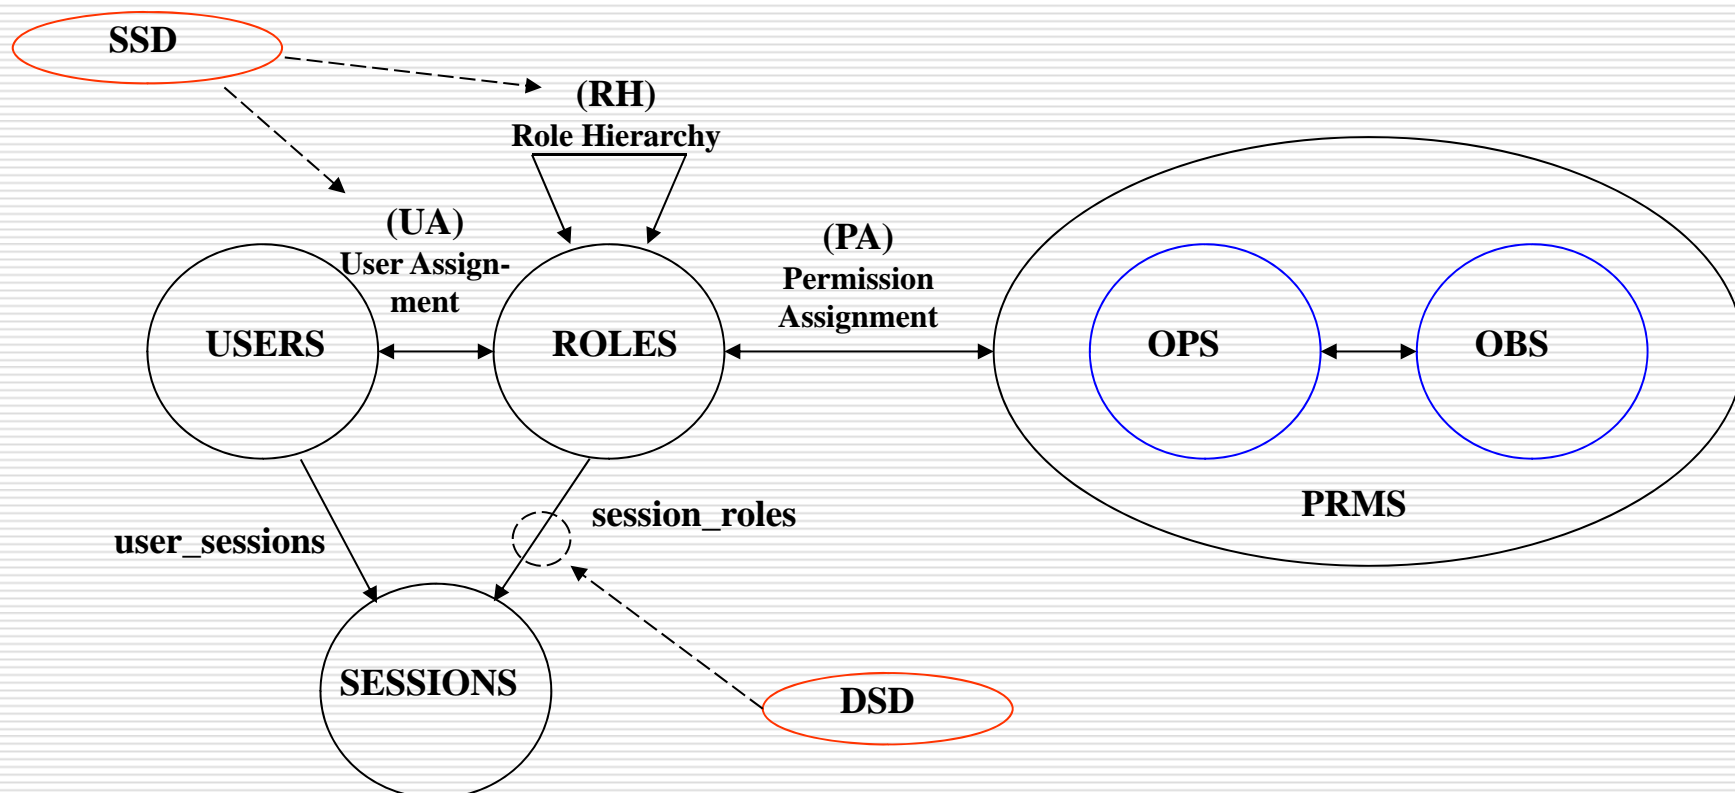 SSD
(RH)
Role Hierarchy
(UA)
User Assign-
ment
(PA)
Permission
Assignment
USERS
ROLES
OPS
OBS
PRMS
user_sessions
session_roles
SESSIONS
DSD